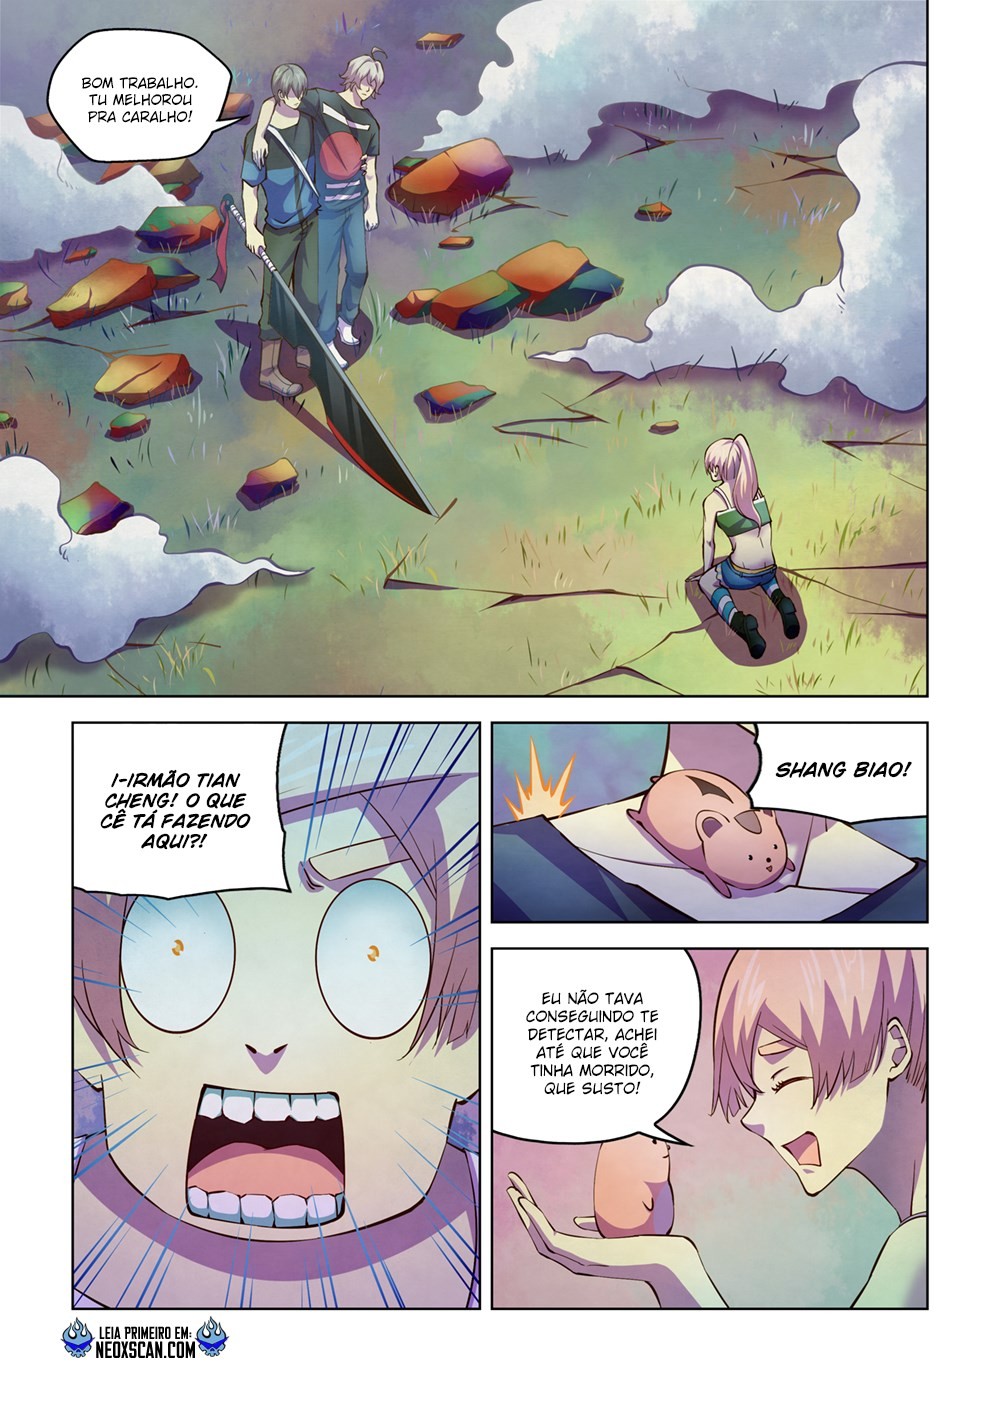 BOM TRABALHO.
TU MELHOROU
PRA CARALHO!
I-IRMÃO TIAN
CHENG! O QUE
CÊ TÁ FAZENDO
AQUI?!
SHANG BIAO!
EU NÃO TAVA
CONSEGUINDO TE
DETECTAR, ACHEI
ATÉ QUE VOCÊ
TINHA MORRIDO,
QUE SUSTO!
LEIA PRIMEIRO EM:
NEOXSCAN.COM